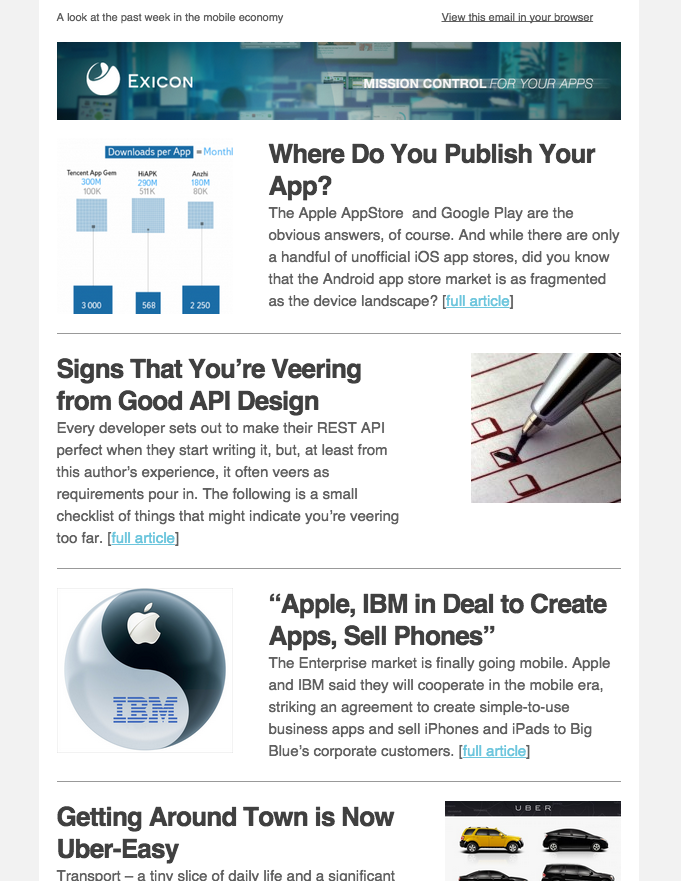 A look at the past week in the mobile economy
View this email in your browser
EXICON
MISSION CONTROL FOR YOUR APPS
Downloads per App = Monthl
Tencent App Gem
300M
100K
HiAPK
290M
511K
Anzhi
180M
80K
3 000
568
2 250
Where Do You Publish Your
App?
The Apple AppStore and Google Play are the
obvious answers, of course. And while there are only
a handful of unofficial iOS app stores, did you know
that the Android app store market is as fragmented
as the device landscape? [full article]
Signs That You’re Veering
from Good API Design
Every developer sets out to make their REST API
perfect when they start writing it, but, at least from
this author’s experience, it often veers as
requirements pour in. The following is a small
checklist of things that might indicate you’re veering
too far. [full article]
IBM
“Apple, IBM in Deal to Create
Apps, Sell Phones”
The Enterprise market is finally going mobile. Apple
and IBM said they will cooperate in the mobile era,
striking an agreement to create simple-to-use
business apps and sell iPhones and iPads to Big
Blue’s corporate customers. [full article]
Getting Around Town is Now
Uber-Easy
Transport – a tiny slice of daily life and a significant
UBER